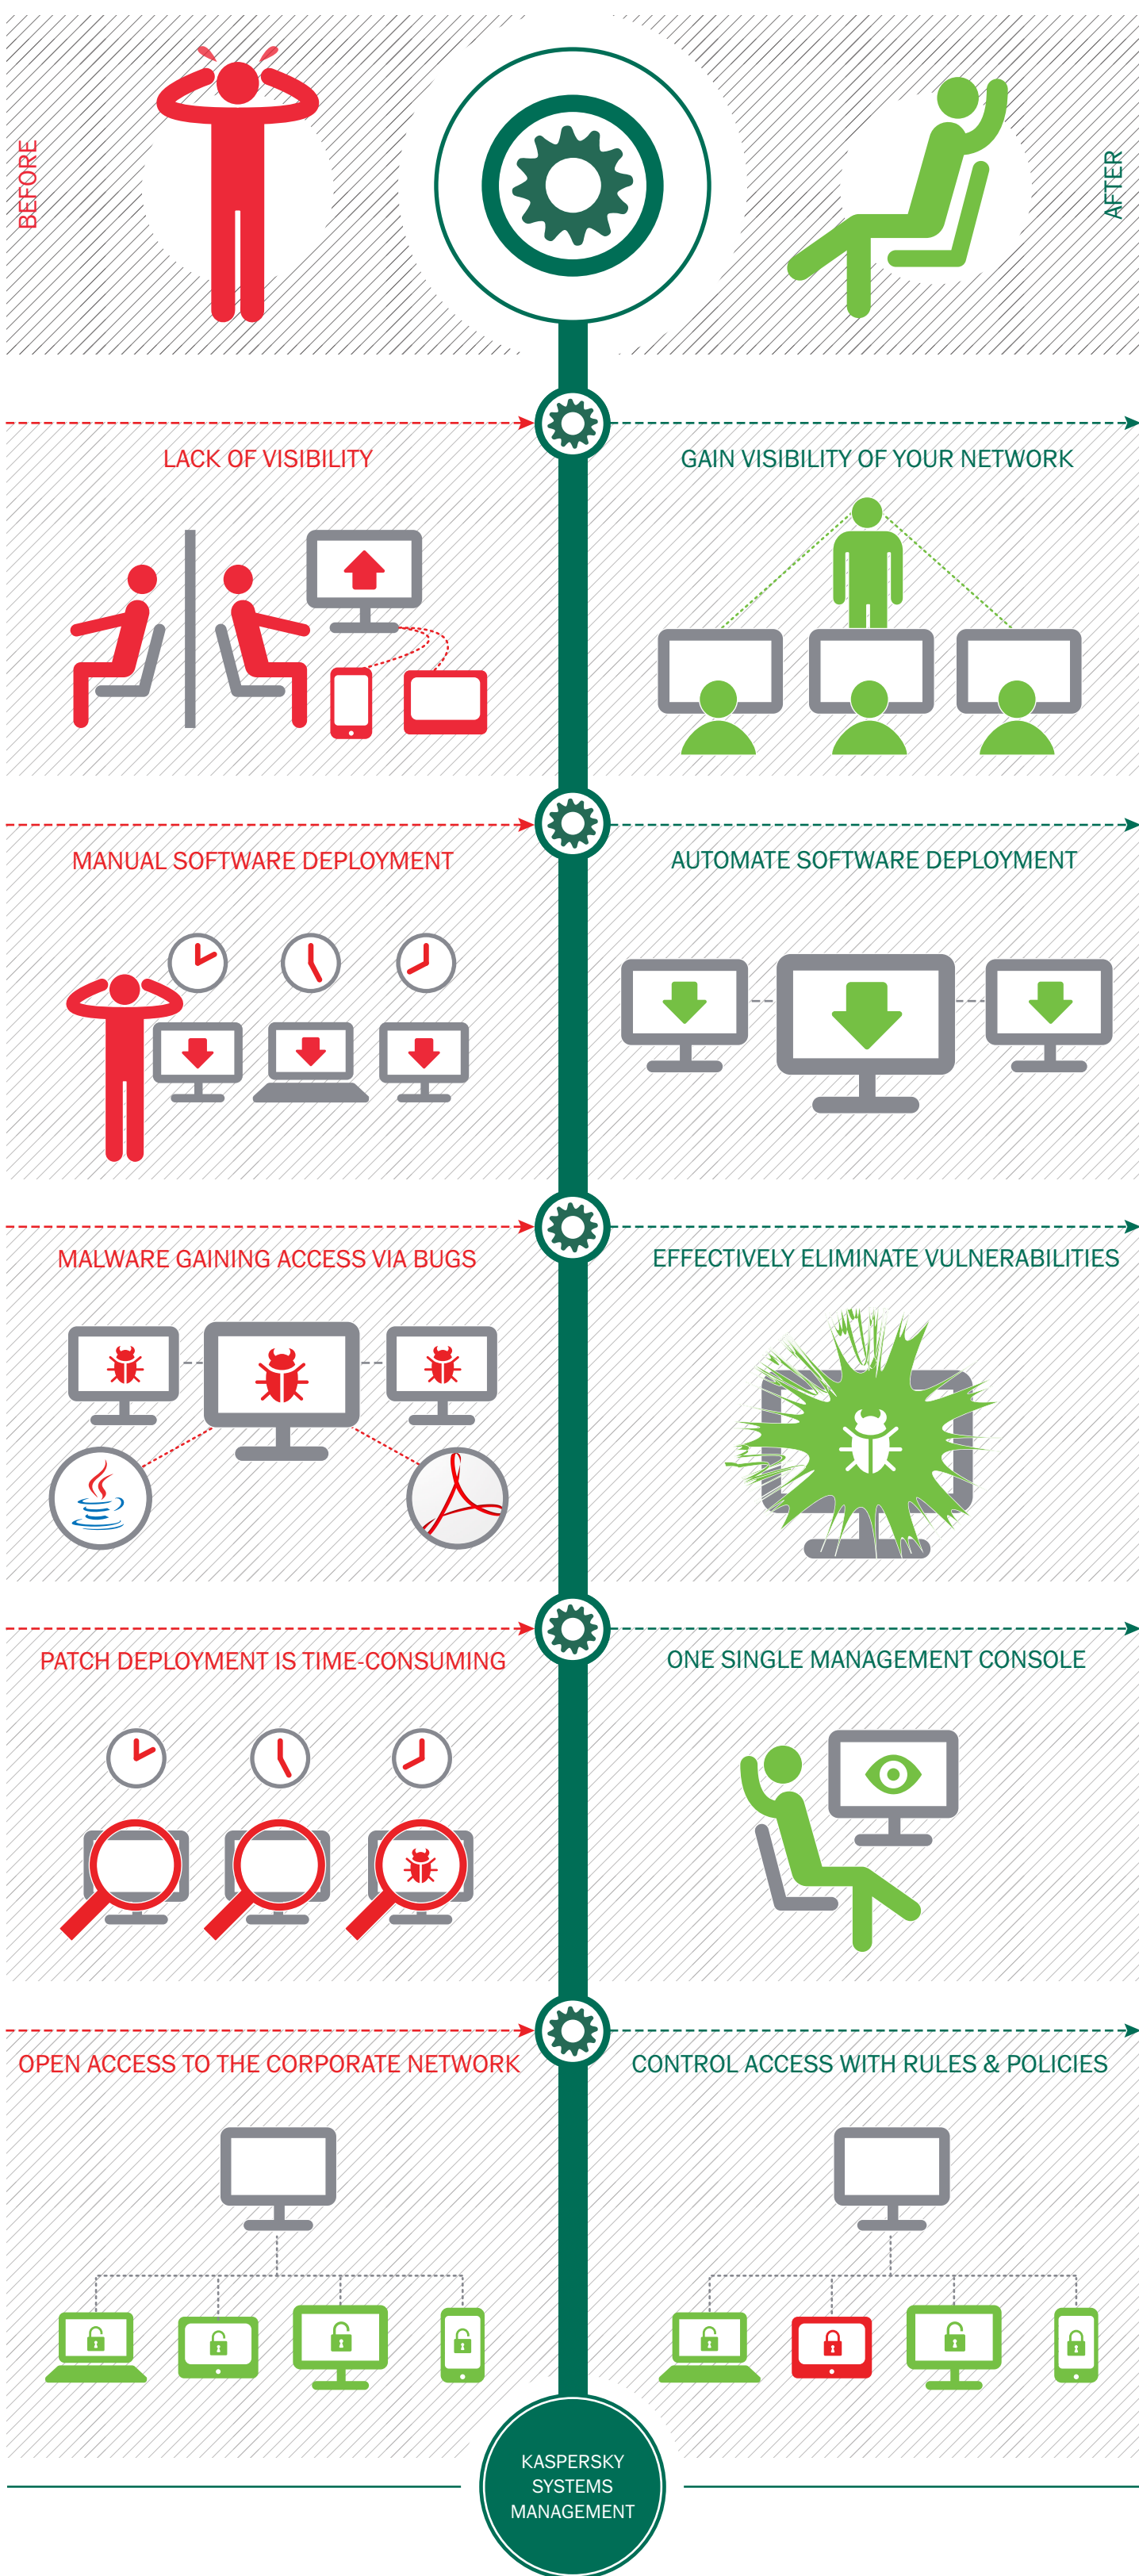 BEFORE
AFTER
LACK OF VISIBILITY
GAIN VISIBILITY OF YOUR NETWORK
MANUAL SOFTWARE DEPLOYMENT
AUTOMATE SOFTWARE DEPLOYMENT
MALWARE GAINING ACCESS VIA BUGS
EFFECTIVELY ELIMINATE VULNERABILITIES
PATCH DEPLOYMENT IS TIME-CONSUMING
ONE SINGLE MANAGEMENT CONSOLE
OPEN ACCESS TO THE CORPORATE NETWORK
CONTROL ACCESS WITH RULES & POLICIES
KASPERSKY
SYSTEMS
MANAGEMENT